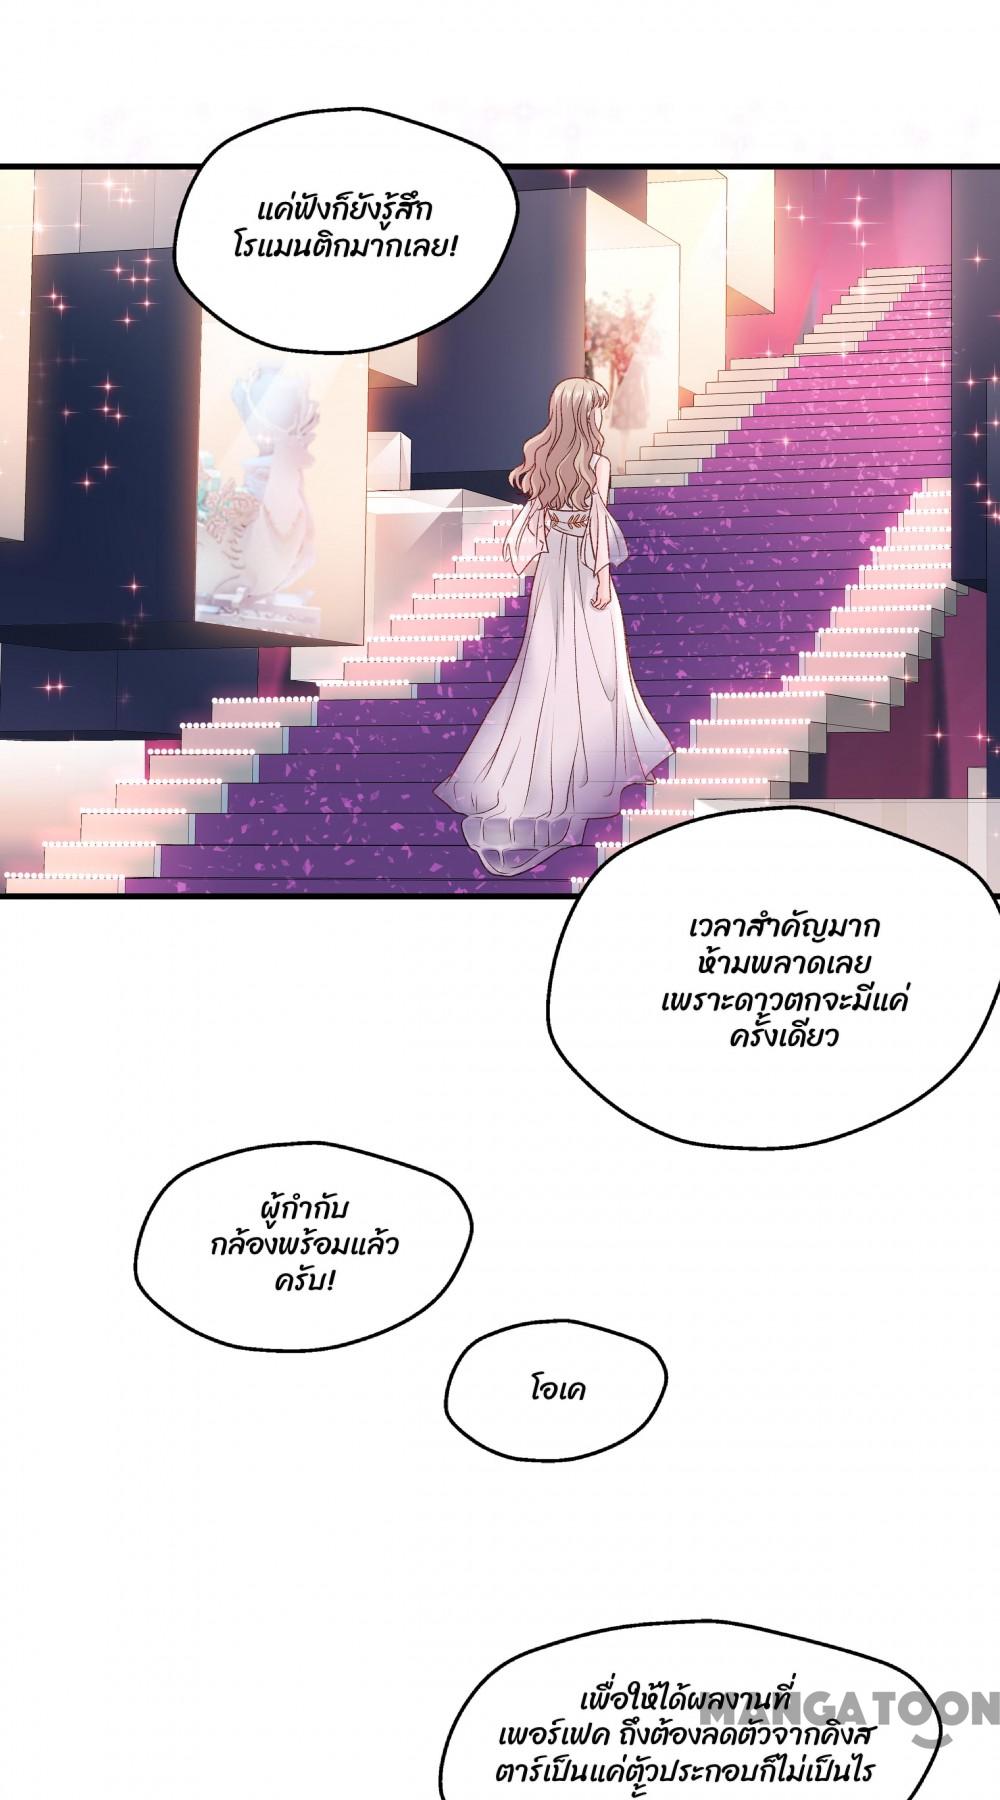 แค่ฟังก็ยังรู้สึก
โรแมนติกมากเลย!
เวลาสำคัญมาก
ห้ามพลาดเลย
เพราะดาวตกจะมีแค่
ครั้งเดียว
ผู้กำกับ
กล้องพร้อมแล้ว
ครับ!
โอเค
เพื่อให้ได้ผลงานที่
เพอร์เฟค ถึงต้องลดตัวจากคิงส
ตาร์เป็นแค่ตัวประกอบก็ไม่เป็นไร
MANGATOON